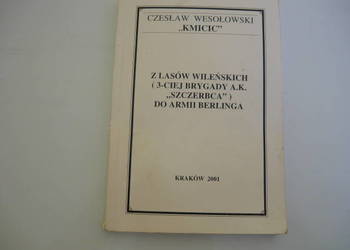 CZESŁAW WESOŁOWSKI
"KMICIC"
Z LASÓW WILEŃSKICH
( 3-CIEJ BRYGADY A.K.
„SZCZERBCA” )
DO ARMII BERLINGA
KRAKÓW 2001